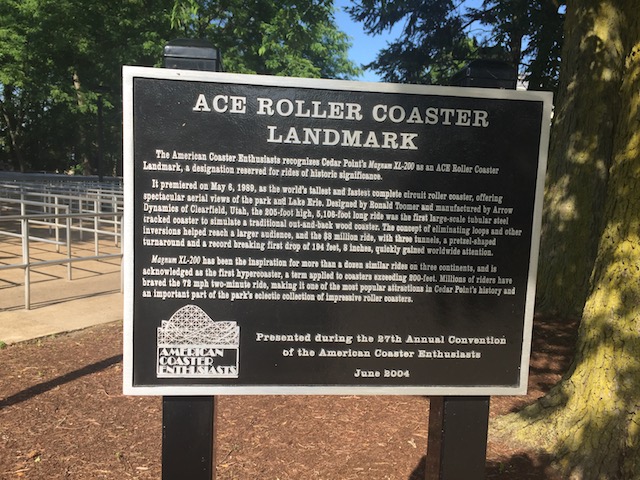 ACE ROLLER COASTER
LANDMARK
The American Coaster Enthusiasts recognizes Cedar Point's Magnum XL-200 as an ACE Roller Coaster
Landmark, a designation reserved for rides of historic significance.
It premiered on May 6, 1989, as the world's tallest and fastest complete circuit roller coaster, offering
spectacular aerial views of the park and Lake Erie. Designed by Ronald Toomer and manufactured by Arrow
Dynamics of Clearfield, Utah, the 205-foot high, 5,106-foot long ride was the first large-scale tubular steel
tracked coaster to simulate a traditional out-and-back wood coaster. The concept of eliminating loops and other
inversions helped reach a larger audience, and the $8 million ride, with three tunnels, a pretzel-shaped
turnaround and a record breaking first drop of 194 feet, 8 inches, quickly gained worldwide attention.
Magnum XL-200 has been the inspiration for more than a dozen similar rides on three continents, and is
acknowledged as the first hypercoaster, a term applied to coasters exceeding 200-feet. Millions of riders have
braved the 72 mph two-minute ride, making it one of the most popular attractions in Cedar Point's history and
an important part of the park's eclectic collection of impressive roller coasters.
AMERICAN
COASTER
ENTHUSIASTS
Presented during the 27th Annual Convention
of the American Coaster Enthusiasts
June 2004